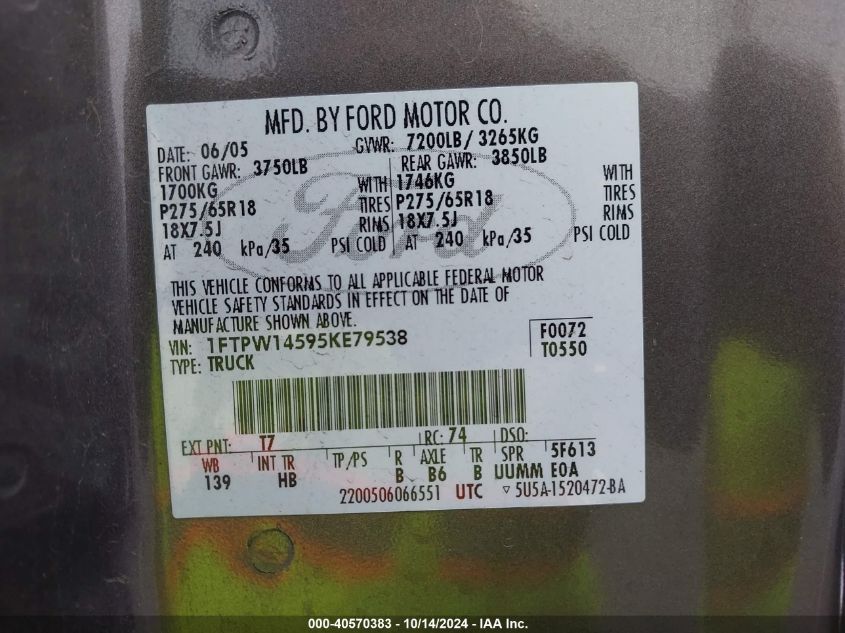 MFD. BY FORD MOTOR CO.
DATE: 06/05 GVWR: 7200LB/ 3265KG
FRONT GAWR: 3750LB REAR GAWR: 3850LB
1700KG WITH 1746KG WITH
P275/65R18 TIRES P275/65R18 TIRES
18X7.5J RIMS 18X7.5J RIMS
AT 240 kPa/35 PSI COLD AT 240 kPa/35 PSI COLD
Ford
THIS VEHICLE CONFORMS TO ALL APPLICABLE FEDERAL MOTOR
VEHICLE SAFETY STANDARDS IN EFFECT ON THE DATE OF
MANUFACTURE SHOWN ABOVE.
VIN: 1FTPW14595KE79538 F0072
TYPE: TRUCK T0550
EXT PNT: T7 RC: 74 DSO:
WB INT TR TP/PS R AXLE TR SPR 5F613
139 HB B B6 B UUMM EOA
2200506066551 UTC ▽ 5U5A-1520472-BA
000-40570383 - 10/14/2024 - IAA Inc.